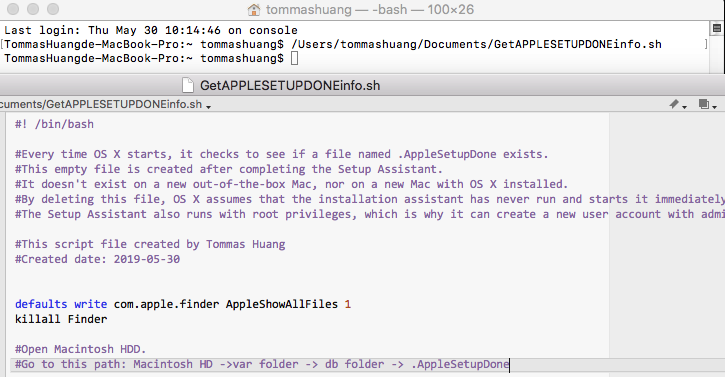 tommashuang — -bash — 100×26
Last login: Thu May 30 10:14:46 on console
[TommasHuangde-MacBook-Pro:~ tommashuang$ /Users/tommashuang/Documents/GetAPPLESETUPDONEinfo.sh ]
TommasHuangde-MacBook-Pro:~ tommashuang$
GetAPPLESETUPDONEinfo.sh
cuments/GetAPPLESETUPDONEinfo.sh
#! /bin/bash
#Every time OS X starts, it checks to see if a file named .AppleSetupDone exists.
#This empty file is created after completing the Setup Assistant.
#It doesn't exist on a new out-of-the-box Mac, nor on a new Mac with OS X installed.
#By deleting this file, OS X assumes that the installation assistant has never run and starts it immediately
#The Setup Assistant also runs with root privileges, which is why it can create a new user account with admi
#This script file created by Tommas Huang
#Created date: 2019-05-30
defaults write com.apple.finder AppleShowAllFiles 1
killall Finder
#Open Macintosh HDD.
#Go to this path: Macintosh HD ->var folder -> db folder -> .AppleSetupDone